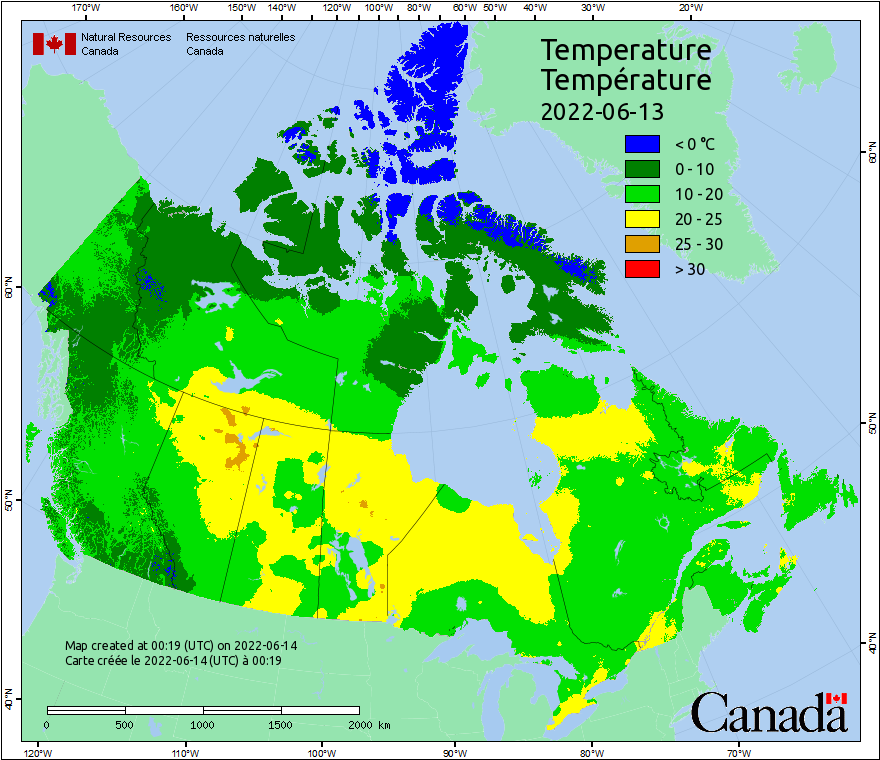 170°W 160°W 150°W 140°W 130°W 120°W 110°W 100°W 90°W 80°W 70°W 60°W 50°W 40°W 30°W 20°W
Natural Resources Ressources naturelles
Canada Canada
Temperature
Température
2022-06-13
< 0 °C
0 - 10
10 - 20
20 - 25
25 - 30
> 30
60°N
50°N
40°N
60°N
50°N
40°N
Map created at 00:19 (UTC) on 2022-06-14
Carte créée le 2022-06-14 (UTC) à 00:19
0 500 1000 1500 2000 km
Canada
120°W 110°W 100°W 90°W 80°W 70°W